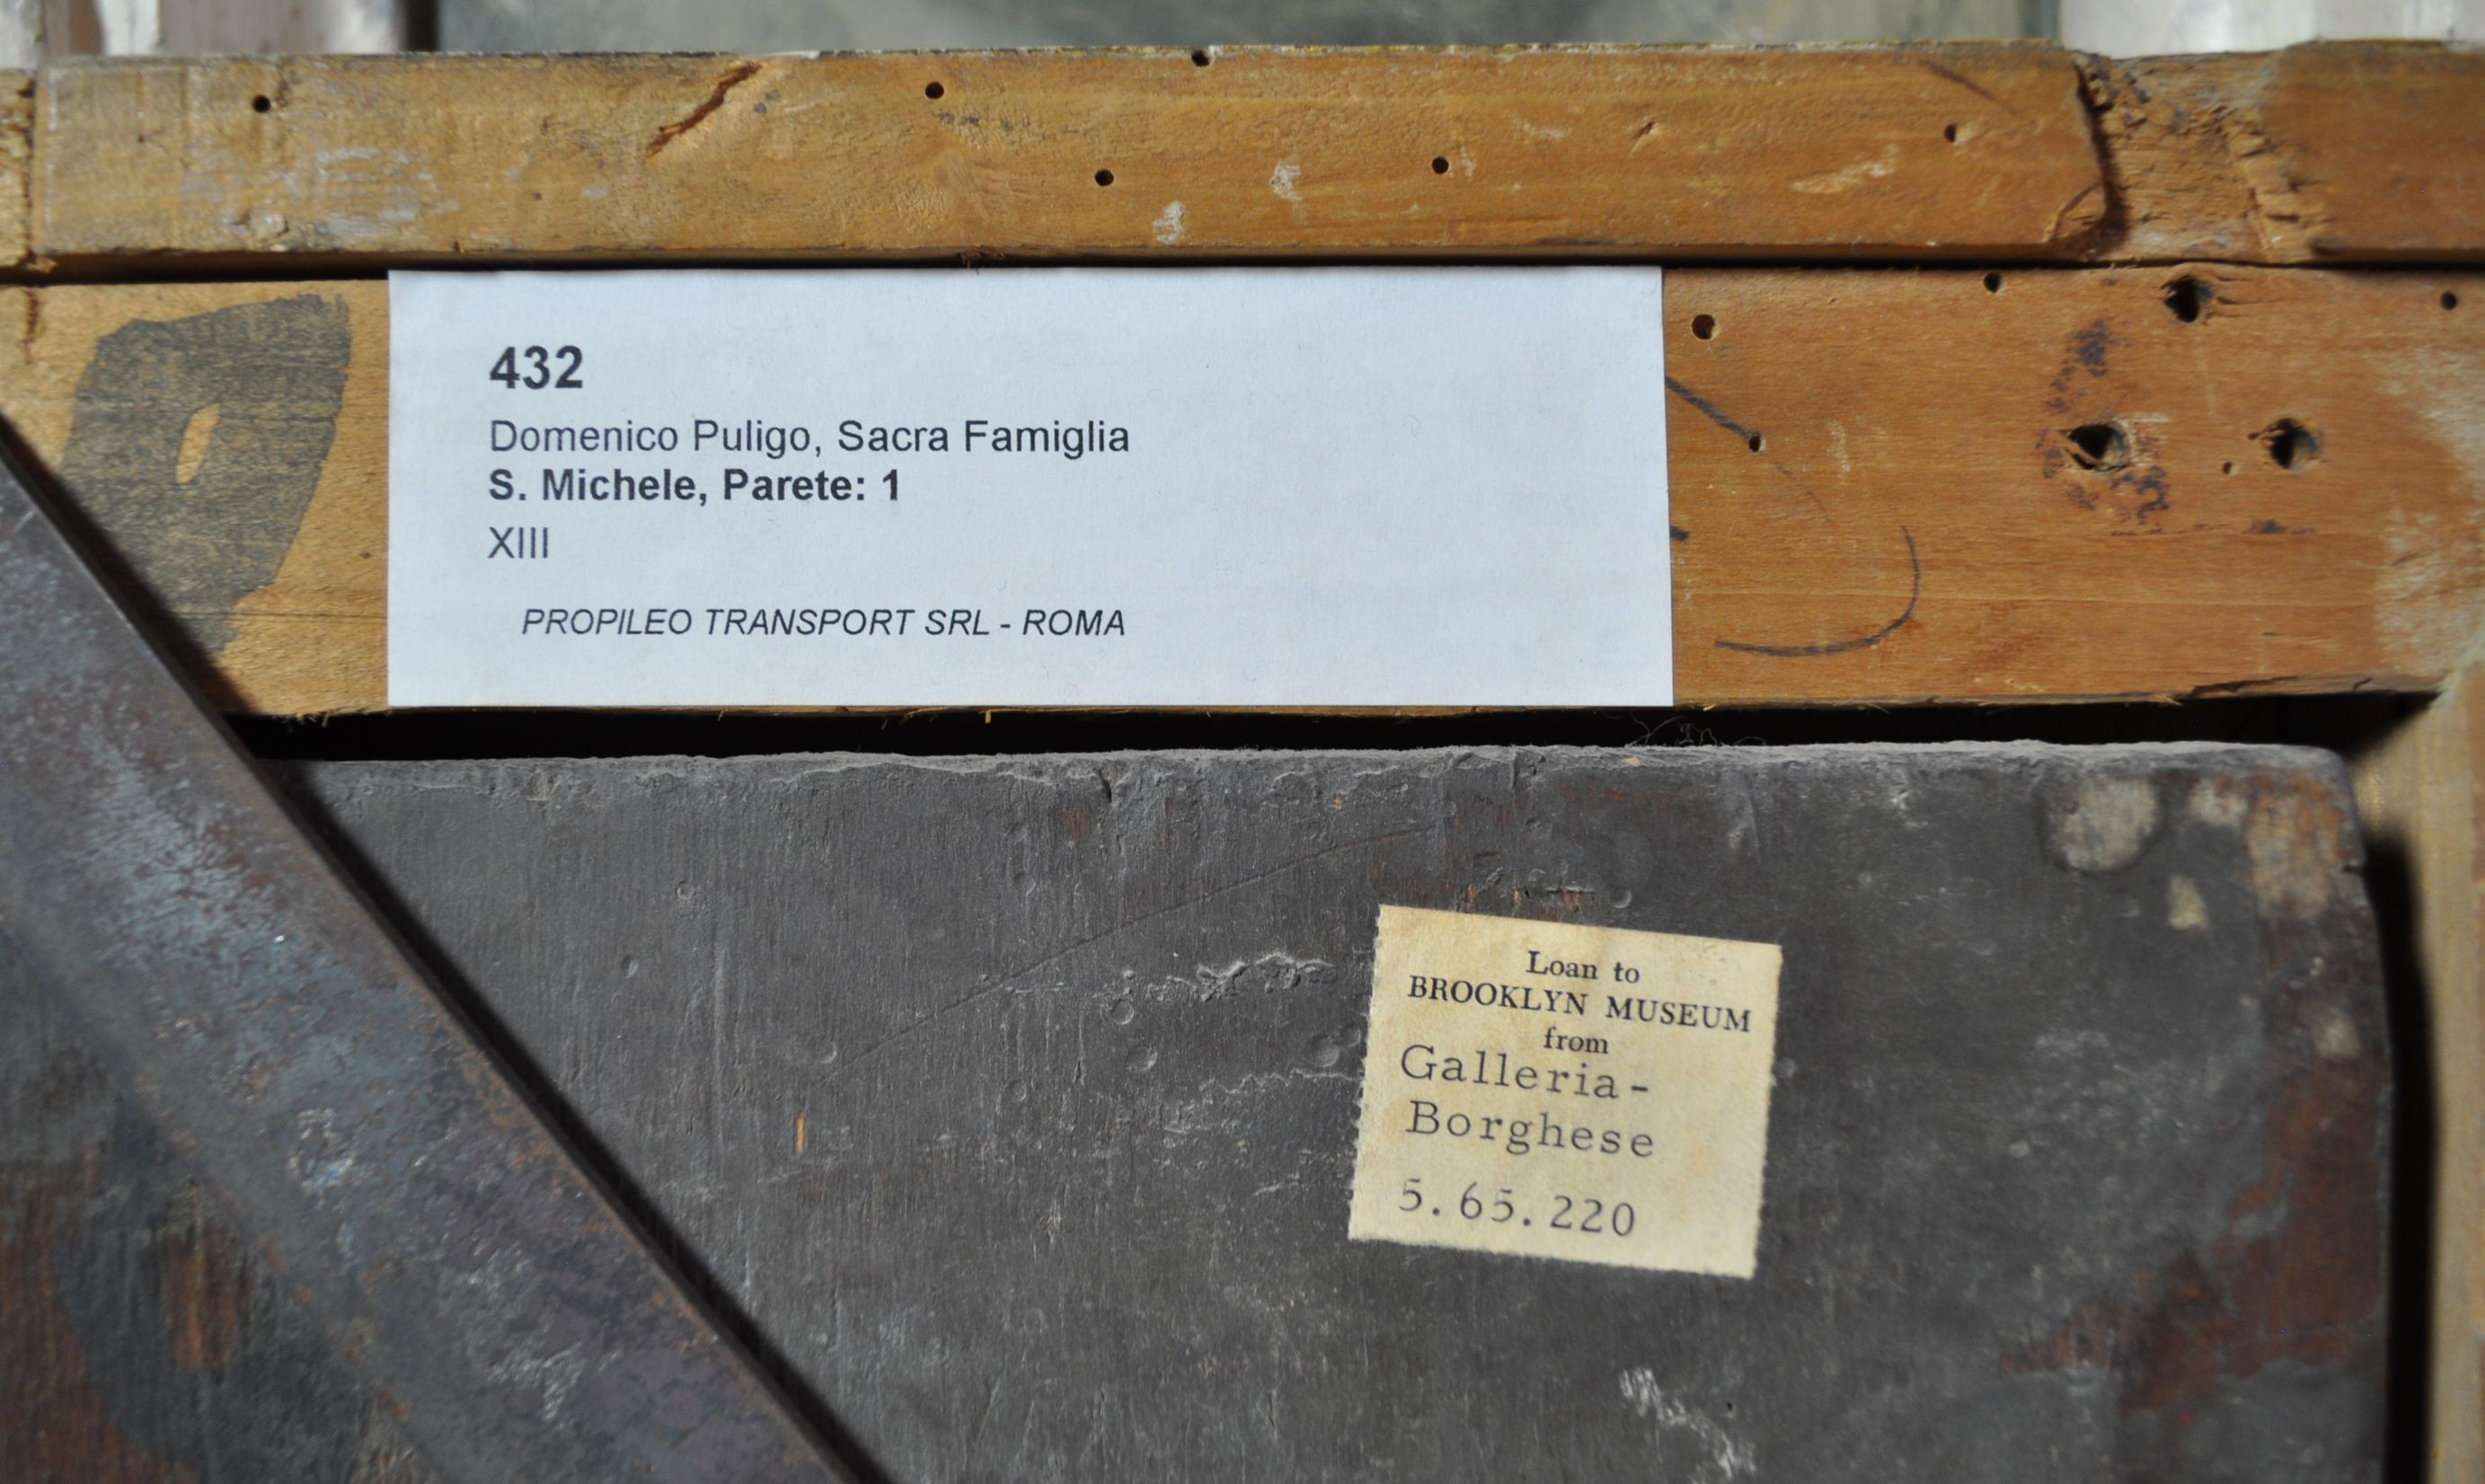 432
Domenico Puligo, Sacra Famiglia
S. Michele, Parete: 1
XIII
PROPILEO TRANSPORT SRL - ROMA
Loan to
BROOKLYN MUSEUM
from
Galleria-
Borghese
5.65.220